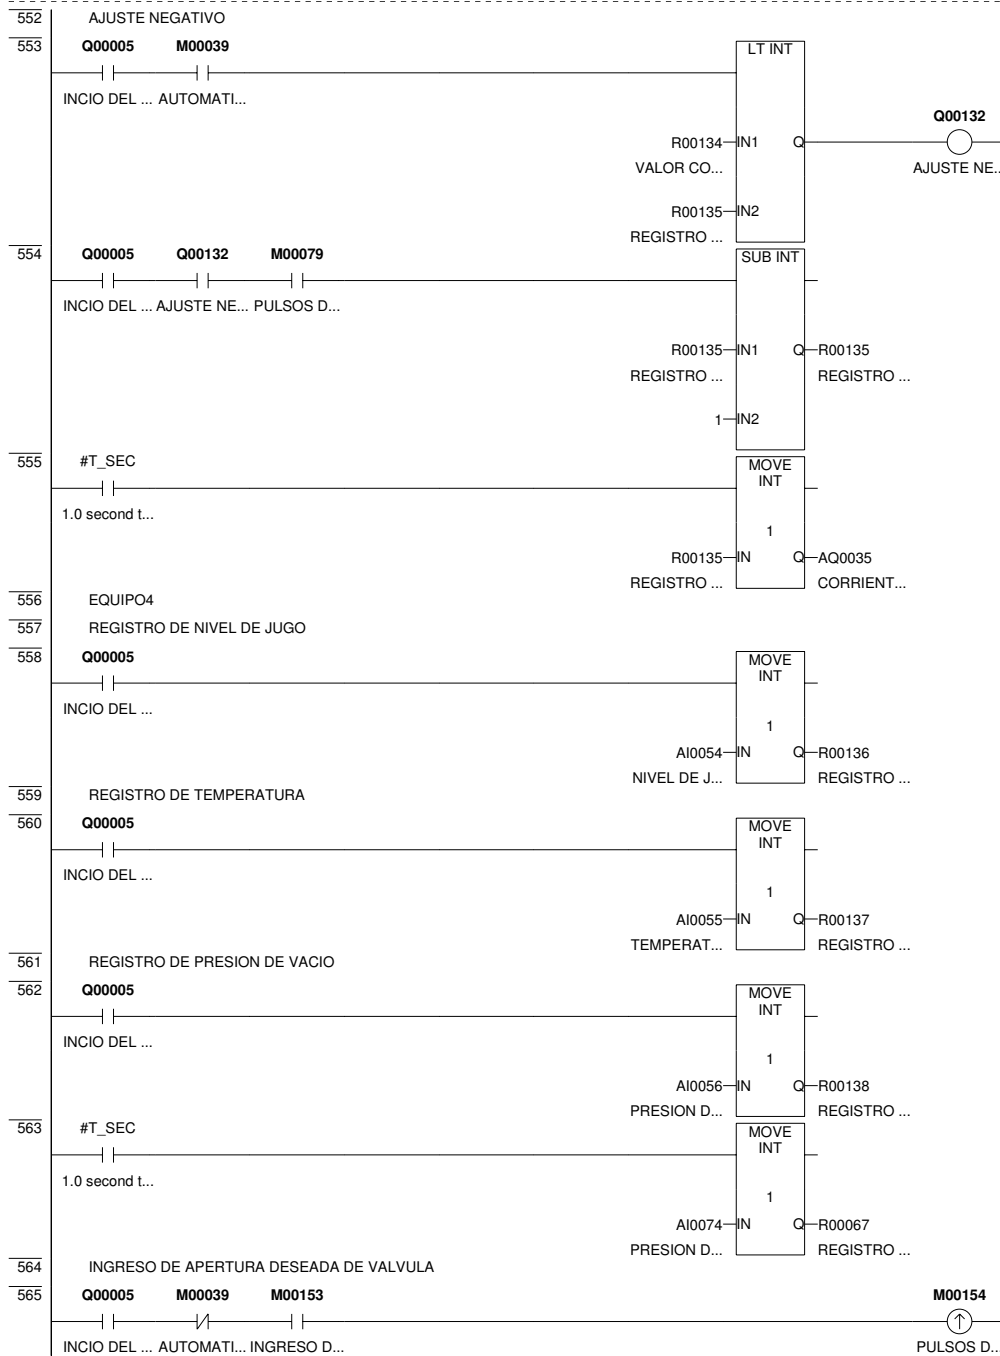 552 AJUSTE NEGATIVO
553 Q00005 M00039 LT INT
INCIO DEL ... AUTOMATI...
Q00132
R00134 IN1 Q
VALOR CO... AJUSTE NE...
R00135 IN2
REGISTRO ...
554 Q00005 Q00132 M00079 SUB INT
INCIO DEL ... AJUSTE NE... PULSOS D...
R00135 IN1 Q R00135
REGISTRO ... REGISTRO ...
1 IN2
555 #T_SEC MOVE
INT
1.0 second t...
1
R00135 IN Q AQ0035
REGISTRO ... CORRIENT...
556 EQUIPO4
557 REGISTRO DE NIVEL DE JUGO
558 Q00005 MOVE
INT
INCIO DEL ...
1
AI0054 IN Q R00136
NIVEL DE J... REGISTRO ...
559 REGISTRO DE TEMPERATURA
560 Q00005 MOVE
INT
INCIO DEL ...
1
AI0055 IN Q R00137
TEMPERAT... REGISTRO ...
561 REGISTRO DE PRESION DE VACIO
562 Q00005 MOVE
INT
INCIO DEL ...
1
AI0056 IN Q R00138
PRESION D... REGISTRO ...
563 #T_SEC MOVE
INT
1.0 second t...
1
AI0074 IN Q R00067
PRESION D... REGISTRO ...
564 INGRESO DE APERTURA DESEADA DE VALVULA
565 Q00005 M00039 M00153 M00154
INCIO DEL ... AUTOMATI... INGRESO D... PULSOS D...